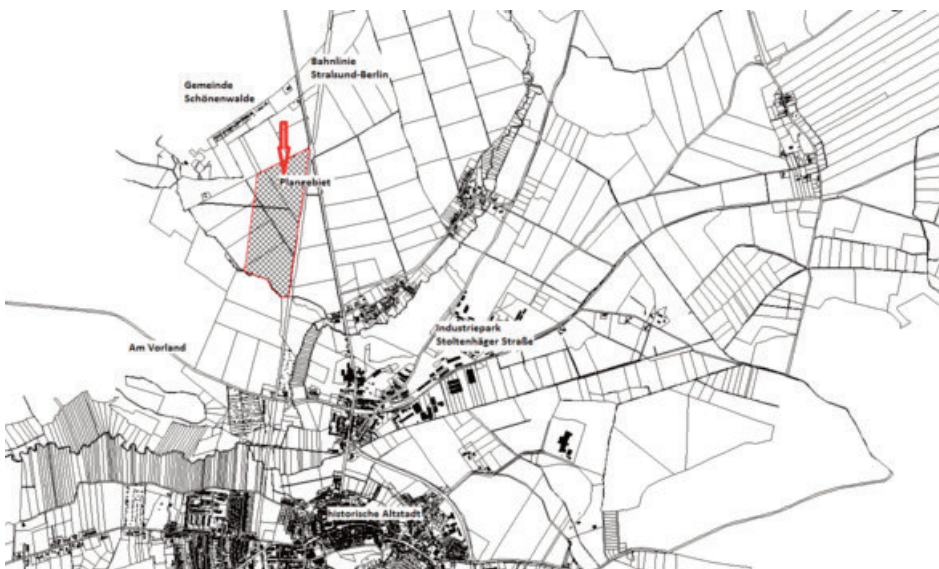 Bahnlinie
Stralsund-Berlin
Gemeinde
Schönenwalde
Plangebiet
Industriepark
Stoltenhäger Straße
Am Vorland
historische Altstadt